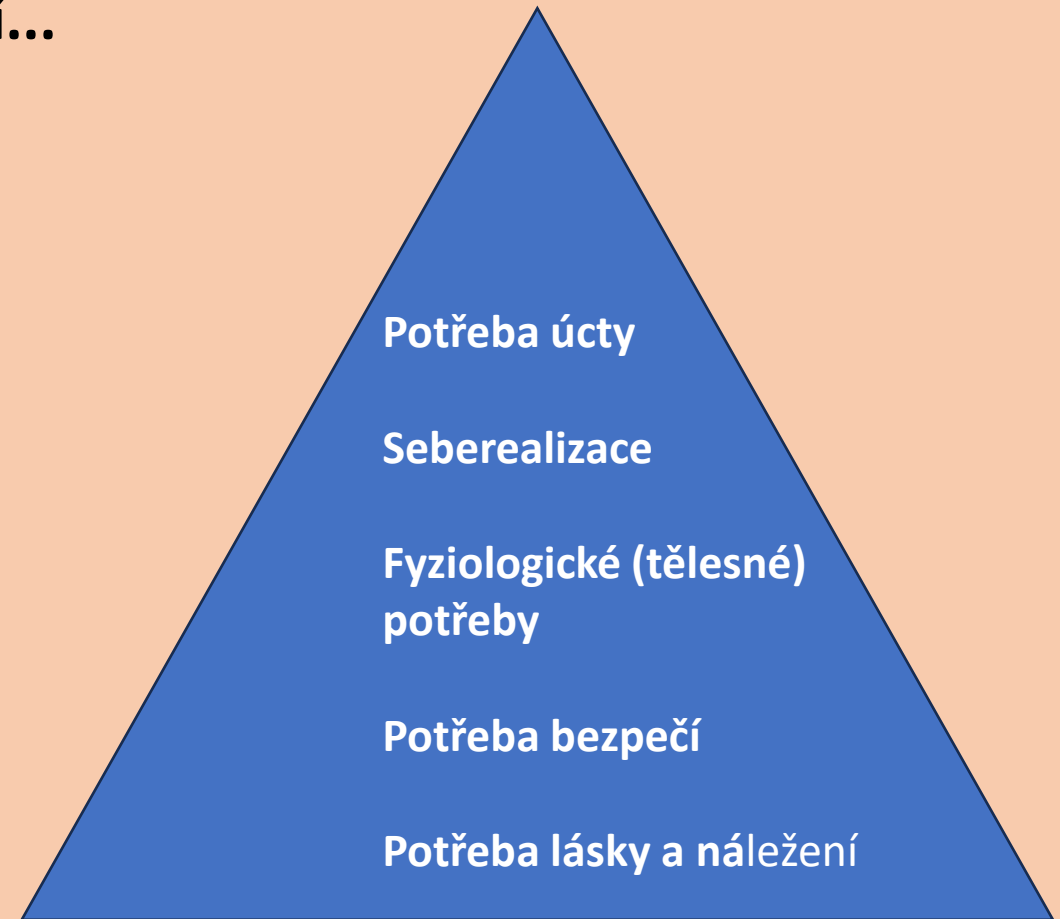 í...
Potřeba úcty
Seberealizace
Fyziologické (tělesné)
potřeby
Potřeba bezpečí
Potřeba lásky a náležení